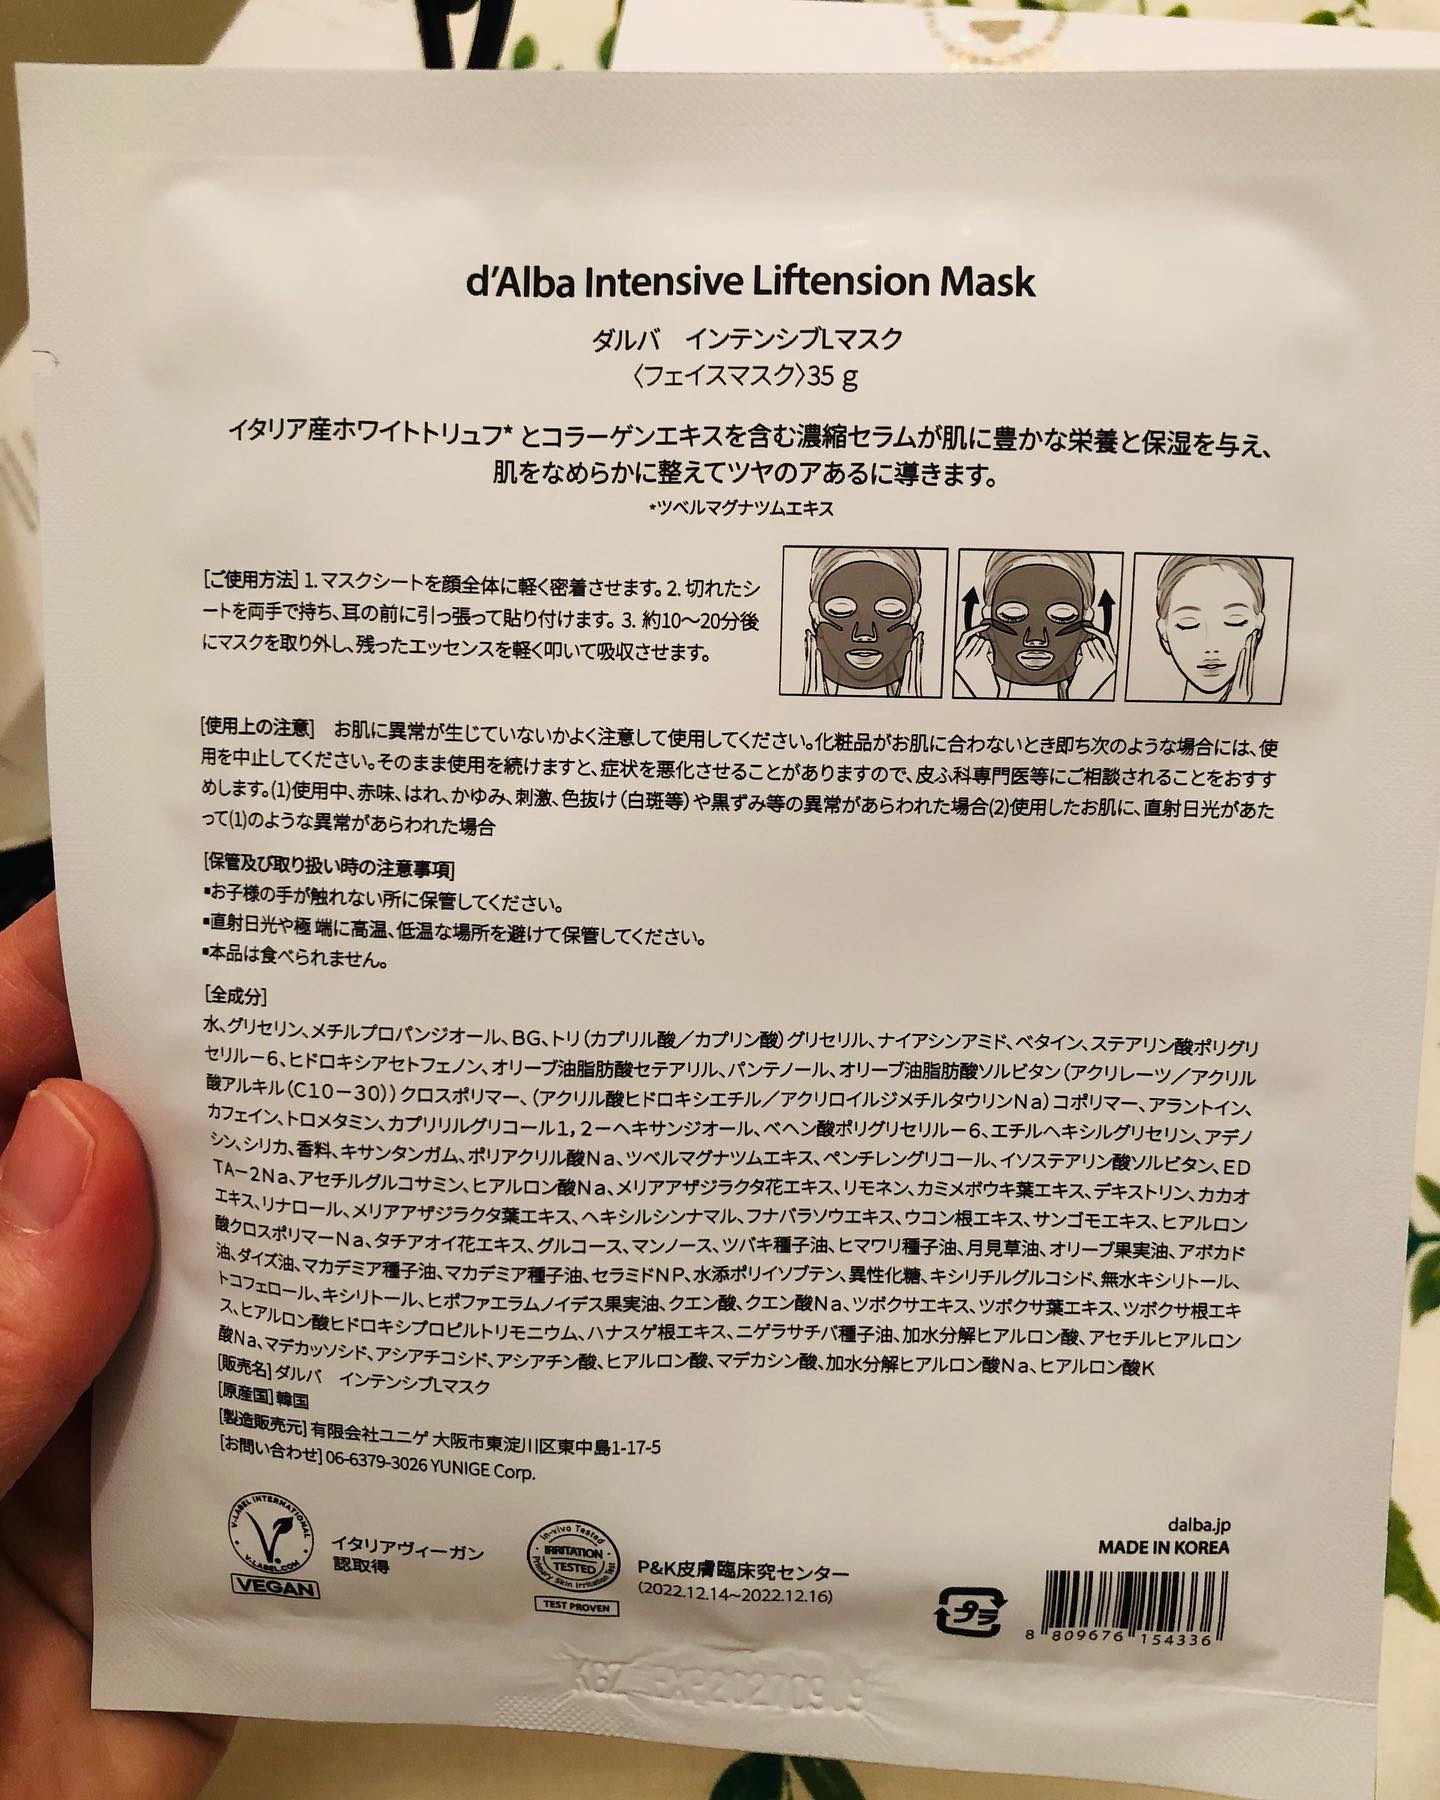 d'Alba Intensive Liftension Mask
ダルバ　インテンシブLマスク
〈フェイスマスク〉35 g
イタリア産ホワイトトリュフ* とコラーゲンエキスを含む濃縮セラムが肌に豊かな栄養と保湿を与え、
肌をなめらかに整えてツヤのアあるに導きます。
*ツベルマグナツムエキス
[ご使用方法] 1. マスクシートを顔全体に軽く密着させます。 2. 切れたシ
ートを両手で持ち、耳の前に引っ張って貼り付けます。 3. 約10～20分後
にマスクを取り外し、残ったエッセンスを軽く叩いて吸収させます。
[使用上の注意]　お肌に異常が生じていないかよく注意して使用してください。化粧品がお肌に合わないとき即ち次のような場合には、使
用を中止してください。そのまま使用を続けますと、症状を悪化させることがありますので、皮ふ科専門医等にご相談されることをおすす
めします。(1)使用中、赤味、はれ、かゆみ、刺激、色抜け（白斑等）や黒ずみ等の異常があらわれた場合(2)使用したお肌に、直射日光があた
って(1)のような異常があらわれた場合
[保管及び取り扱い時の注意事項]
▪お子様の手が触れない所に保管してください。
▪直射日光や極 端に高温、低温な場所を避けて保管してください。
▪本品は食べられません。
[全成分]
水、グリセリン、メチルプロパンジオール、ＢＧ、トリ（カプリル酸／カプリン酸）グリセリル、ナイアシンアミド、ベタイン、ステアリン酸ポリグリ
セリル－６、ヒドロキシアセトフェノン、オリーブ油脂肪酸セテアリル、パンテノール、オリーブ油脂肪酸ソルビタン（アクリレーツ／アクリル
酸アルキル（Ｃ１０－３０））クロスポリマー、（アクリル酸ヒドロキシエチル／アクリロイルジメチルタウリンＮａ）コポリマー、アラントイン、
カフェイン、トロメタミン、カプリリルグリコール１，２－ヘキサンジオール、ベヘン酸ポリグリセリル－６、エチルヘキシルグリセリン、アデノ
シン、シリカ、香料、キサンタンガム、ポリアクリル酸Ｎａ、ツベルマグナツムエキス、ペンチレングリコール、イソステアリン酸ソルビタン、ＥＤ
ＴＡ－２Ｎａ、アセチルグルコサミン、ヒアルロン酸Ｎａ、メリアアザジラクタ花エキス、リモネン、カミメボウキ葉エキス、デキストリン、カカオ
エキス、リナロール、メリアアザジラクタ葉エキス、ヘキシルシンナマル、フナバラソウエキス、ウコン根エキス、サンゴモエキス、ヒアルロン
酸クロスポリマーＮａ、タチアオイ花エキス、グルコース、マンノース、ツバキ種子油、ヒマワリ種子油、月見草油、オリーブ果実油、アボカド
油、ダイズ油、マカデミア種子油、マカデミア種子油、セラミドＮＰ、水添ポリイソブテン、異性化糖、キシリチルグルコシド、無水キシリトール、
トコフェロール、キシリトール、ヒポファエラムノイデス果実油、クエン酸、クエン酸Ｎａ、ツボクサエキス、ツボクサ葉エキス、ツボクサ根エキ
ス、ヒアルロン酸ヒドロキシプロピルトリモニウム、ハナスゲ根エキス、ニゲラサチバ種子油、加水分解ヒアルロン酸、アセチルヒアルロン
酸Ｎａ、マデカッソシド、アシアチコシド、アシアチン酸、ヒアルロン酸、マデカシン酸、加水分解ヒアルロン酸Ｎａ、ヒアルロン酸Ｋ
[販売名] ダルバ　インテンシブLマスク
[原産国] 韓国
[製造販売元] 有限会社ユニゲ 大阪市東淀川区東中島1-17-5
[お問い合わせ] 06-6379-3026 YUNIGE Corp.
V-LABEL INTERNATIONAL
V-LABEL.COM
VEGAN
イタリアヴィーガン
認取得
In-vivo Tested
IRRITATION
TESTED
Primary Skin Irritation Test
TEST PROVEN
P&K皮膚臨床究センター
(2022.12.14~2022.12.16)
dalba.jp
MADE IN KOREA
プラ
8 809676 154336
KGZ EXP20270919